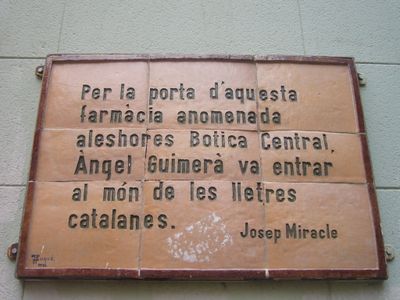 Per la porta d'aquesta
farmàcia anomenada
aleshores Botica Central,
Àngel Guimerà va entrar
al món de les lletres
catalanes.
Josep Miracle